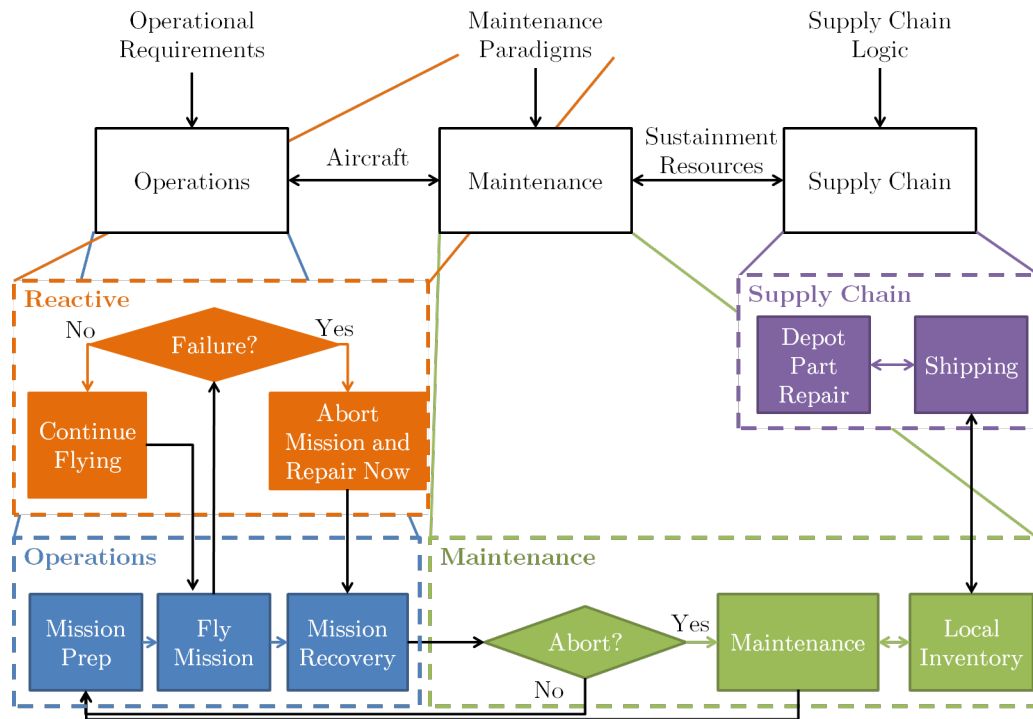 Operational
Requirements
Maintenance
Paradigms
Supply Chain
Logic
Operations
Aircraft
Maintenance
Sustainment
Resources
Supply Chain
Reactive
No
Yes
Failure?
Continue
Flying
Abort
Mission and
Repair Now
Supply Chain
Depot
Part
Repair
Shipping
Operations
Mission
Prep
Fly
Mission
Mission
Recovery
Maintenance
Abort?
Yes
No
Maintenance
Local
Inventory